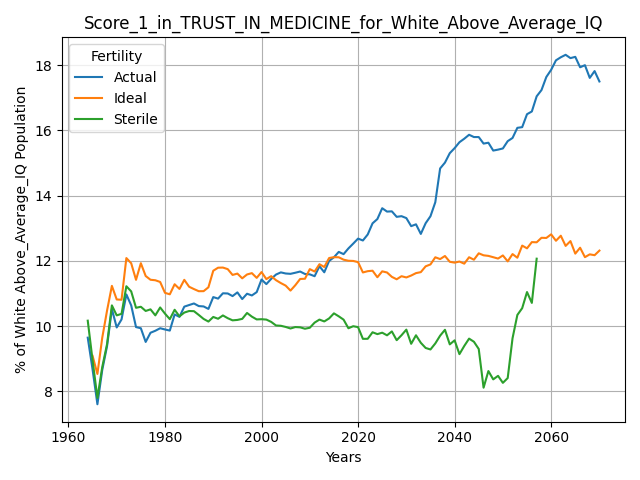 Score_1_in_TRUST_IN_MEDICINE_for_White_Above_Average_IQ
Fertility
Actual
Ideal
Sterile
% of White Above_Average_IQ Population
18
16
14
12
10
8
1960
1980
2000
2020
2040
2060
Years